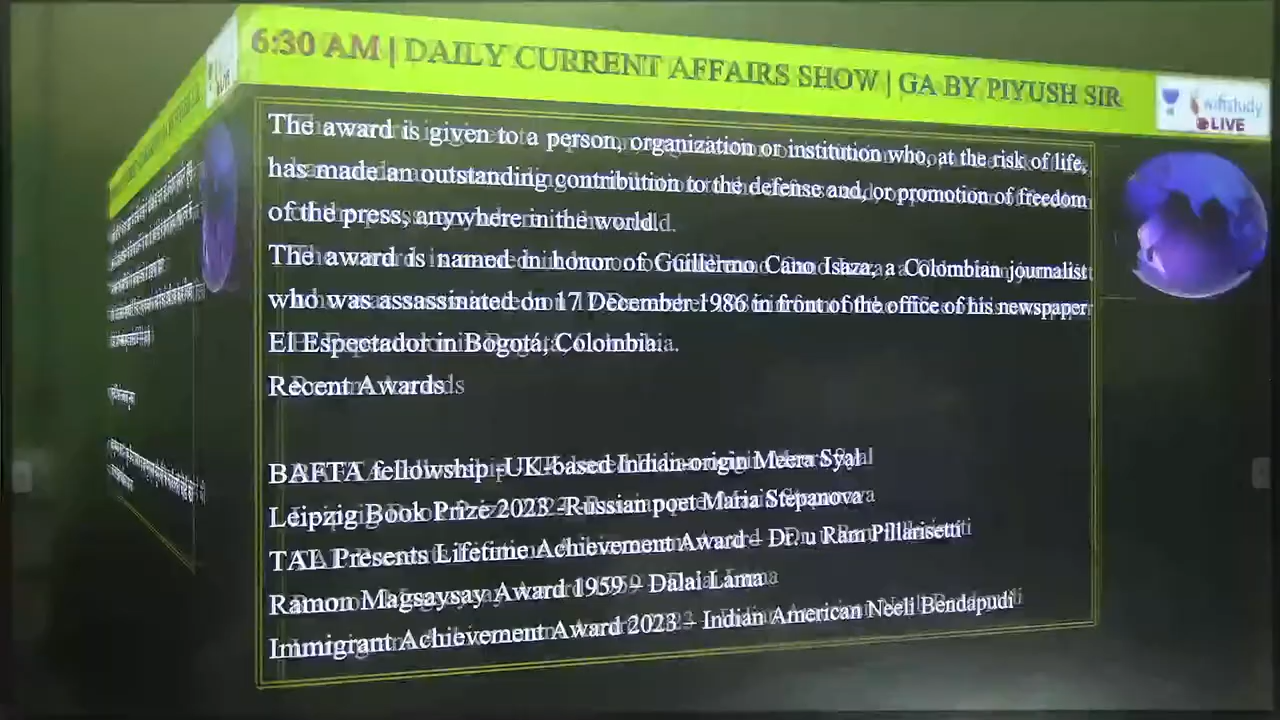 6:30 AM | DAILY CURRENT AFFAIRS SHOW | GA BY PIYUSH SIR
wifistudy
LIVE
The award is given to a person, organization or institution who, at the risk of life,
has made an outstanding contribution to the defense and, or promotion of freedom
of the press, anywhere in the world.
The award is named in honor of Guillermo Cano Isaza, a Colombian journalist
who was assassinated on 17 December 1986 in front of the office of his newspaper
El Espectador in Bogotá, Colombia.
Recent Awards
BAFTA fellowship -UK-based Indian-origin Meera Syal
Leipzig Book Prize 2023 -Russian poet Maria Stepanova
TAL Presents Lifetime Achievement Award – Dr. u Ram Pillarisetti
Ramon Magsaysay Award 1959 – Dalai Lama
Immigrant Achievement Award 2023 – Indian American Neeli Bendapudi